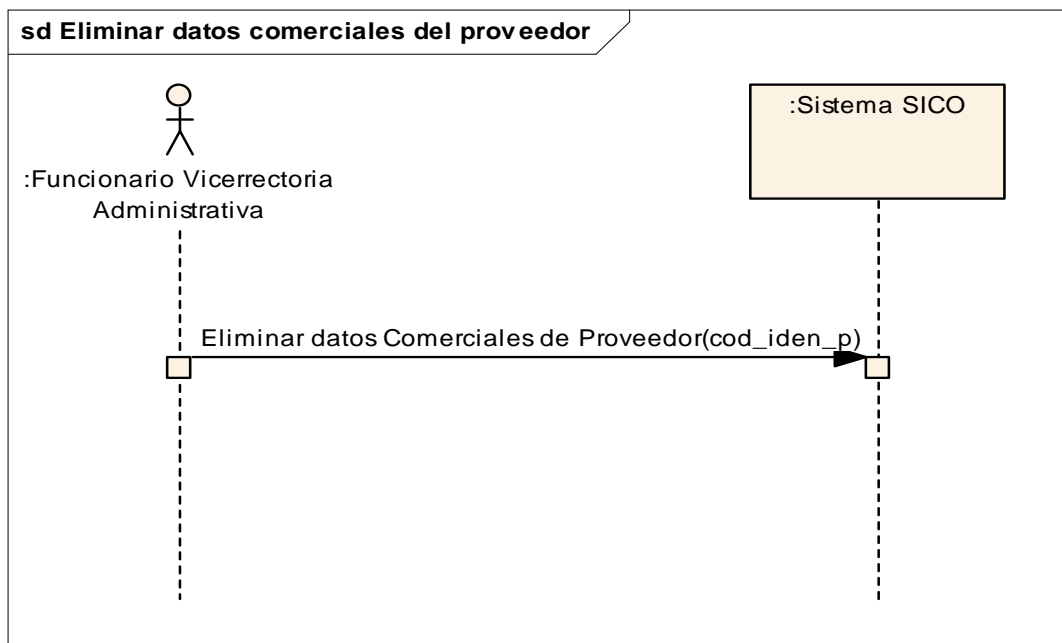 sd Eliminar datos comerciales del proveedor
:Sistema SICO
:Funcionario Vicerrectoria
Administrativa
Eliminar datos Comerciales de Proveedor(cod_iden_p)